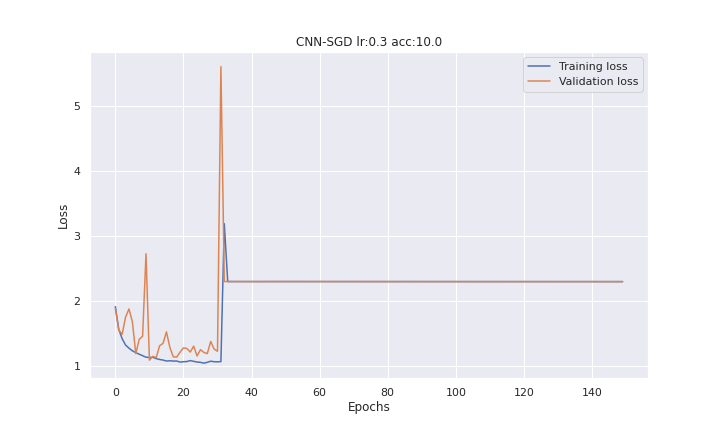 CNN-SGD lr:0.3 acc:10.0
Training loss
Validation loss
5
4
3
2
1
Loss
0 20 40 60 80 100 120 140
Epochs